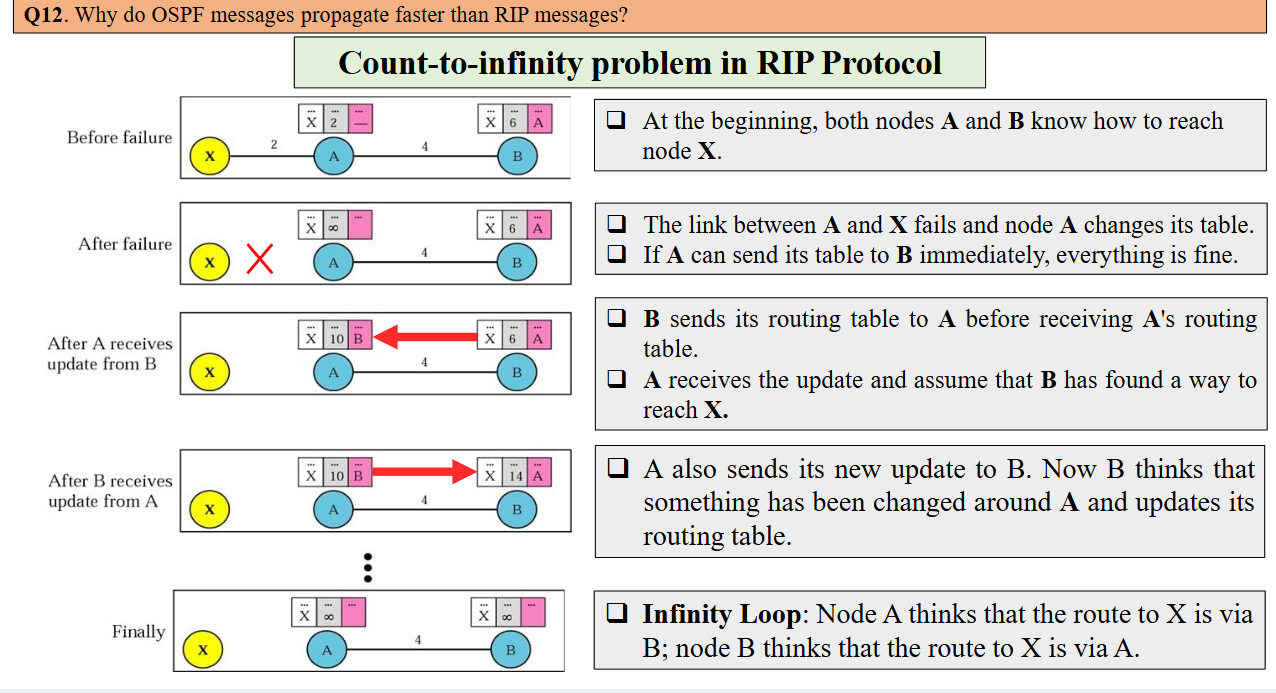 Q12. Why do OSPF messages propagate faster than RIP messages?
Count-to-infinity problem in RIP Protocol
Before failure
... ... ...
X 2 —
... ... ...
X 6 A
X 2 A 4 B
❑ At the beginning, both nodes A and B know how to reach
node X.
After failure
... ... ...
X ∞
... ... ...
X 6 A
X A 4 B
❑ The link between A and X fails and node A changes its table.
❑ If A can send its table to B immediately, everything is fine.
After A receives
update from B
... ... ...
X 10 B
... ... ...
X 6 A
X A 4 B
❑ B sends its routing table to A before receiving A's routing
table.
❑ A receives the update and assume that B has found a way to
reach X.
After B receives
update from A
... ... ...
X 10 B
... ... ...
X 14 A
X A 4 B
❑ A also sends its new update to B. Now B thinks that
something has been changed around A and updates its
routing table.
Finally
... ... ...
X ∞
... ... ...
X ∞
X A 4 B
❑ Infinity Loop: Node A thinks that the route to X is via
B; node B thinks that the route to X is via A.